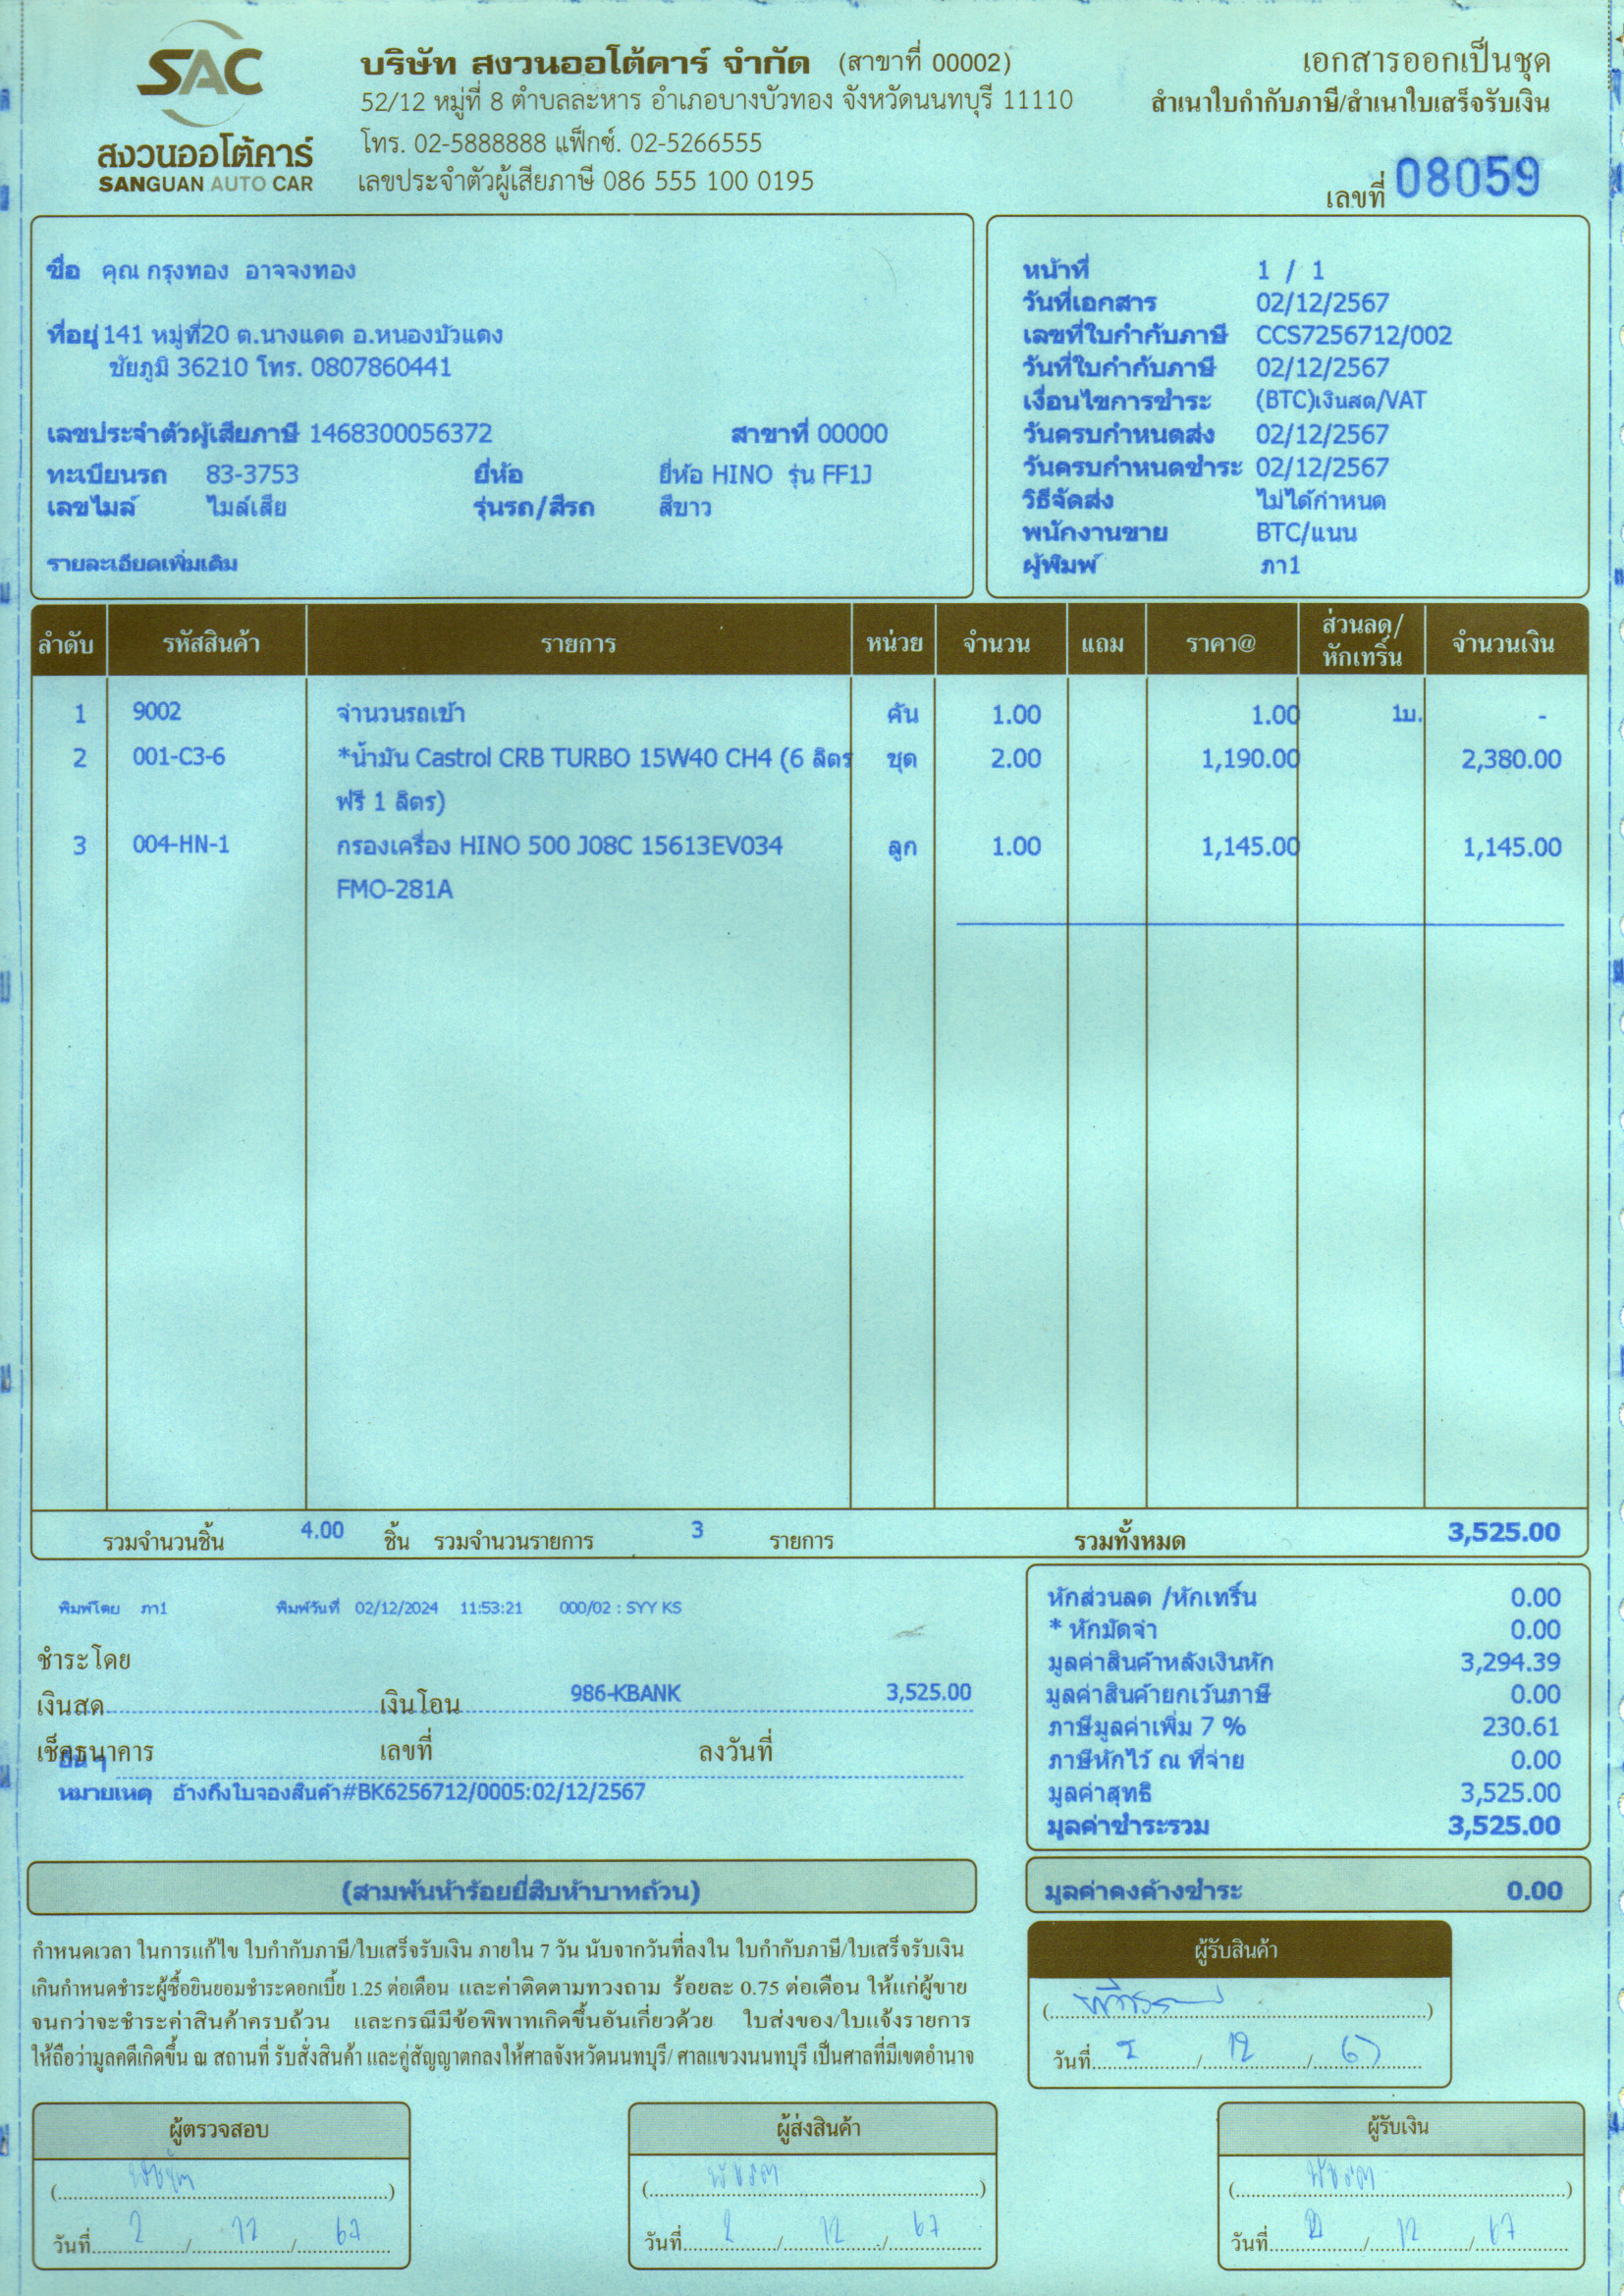 SAC
สงวนออโต้คาร์
SANGUAN AUTO CAR
บริษัท สงวนออโต้คาร์ จำกัด (สาขาที่ 00002)
52/12 หมู่ที่ 8 ตำบลละหาร อำเภอบางบัวทอง จังหวัดนนทบุรี 11110
โทร. 02-5888888 แฟ็กซ์. 02-5266555
เลขประจำตัวผู้เสียภาษี 086 555 100 0195
เอกสารออกเป็นชุด
สำเนาใบกำกับภาษี/สำเนาใบเสร็จรับเงิน
เลขที่ 08059
ชื่อ คุณ กรุงทอง อาจจงทอง
ที่อยู่ 141 หมู่ที่20 ต.นางแดด อ.หนองบัวแดง
ชัยภูมิ 36210 โทร. 0807860441
เลขประจำตัวผู้เสียภาษี 1468300056372 สาขาที่ 00000
ทะเบียนรถ 83-3753 ยี่ห้อ ยี่ห้อ HINO รุ่น FF1J
เลขไมล์ ไมล์เสีย รุ่นรถ/สีรถ สีขาว
รายละเอียดเพิ่มเติม
หน้าที่ 1 / 1
วันที่เอกสาร 02/12/2567
เลขที่ใบกำกับภาษี CCS7256712/002
วันที่ใบกำกับภาษี 02/12/2567
เงื่อนไขการชำระ (BTC)เงินสด/VAT
วันครบกำหนดส่ง 02/12/2567
วันครบกำหนดชำระ 02/12/2567
วิธีจัดส่ง ไม่ได้กำหนด
พนักงานขาย BTC/แนน
ผู้พิมพ์ ภา1
ลำดับ รหัสสินค้า รายการ หน่วย จำนวน แถม ราคา@ ส่วนลด/ หักเทริ์น จำนวนเงิน
1 9002 จำนวนรถเข้า คัน 1.00 1.00 1บ. -
2 001-C3-6 *น้ำมัน Castrol CRB TURBO 15W40 CH4 (6 ลิตร ชุด 2.00 1,190.00 2,380.00
ฟรี 1 ลิตร)
3 004-HN-1 กรองเครื่อง HINO 500 J08C 15613EV034 ลูก 1.00 1,145.00 1,145.00
FMO-281A
รวมจำนวนชิ้น 4.00 ชิ้น รวมจำนวนรายการ 3 รายการ รวมทั้งหมด 3,525.00
พิมพ์โดย ภา1 พิมพ์วันที่ 02/12/2024 11:53:21 000/02 : SYY KS
ชำระโดย
เงินสด เงินโอน 986-KBANK 3,525.00
เช็คธนาคาร เลขที่ ลงวันที่
อื่น ๆ
หมายเหตุ อ้างถึงใบจองสินค้า#BK6256712/0005:02/12/2567
หักส่วนลด /หักเทริ์น 0.00
* หักมัดจำ 0.00
มูลค่าสินค้าหลังเงินหัก 3,294.39
มูลค่าสินค้ายกเว้นภาษี 0.00
ภาษีมูลค่าเพิ่ม 7 % 230.61
ภาษีหักไว้ ณ ที่จ่าย 0.00
มูลค่าสุทธิ 3,525.00
มูลค่าชำระรวม 3,525.00
(สามพันห้าร้อยยี่สิบห้าบาทถ้วน)
มูลค่าคงค้างชำระ 0.00
กำหนดเวลา ในการแก้ไข ใบกำกับภาษี/ใบเสร็จรับเงิน ภายใน 7 วัน นับจากวันที่ลงใน ใบกำกับภาษี/ใบเสร็จรับเงิน
เกินกำหนดชำระผู้ซื้อยินยอมชำระดอกเบี้ย 1.25 ต่อเดือน และค่าติดตามทวงถาม ร้อยละ 0.75 ต่อเดือน ให้แก่ผู้ขาย
จนกว่าจะชำระค่าสินค้าครบถ้วน และกรณีมีข้อพิพาทเกิดขึ้นอันเกี่ยวด้วย ใบส่งของ/ใบแจ้งรายการ
ให้ถือว่ามูลคดีเกิดขึ้น ณ สถานที่ รับสั่งสินค้า และคู่สัญญาตกลงให้ศาลจังหวัดนนทบุรี/ ศาลแขวงนนทบุรี เป็นศาลที่มีเขตอำนาจ
ผู้รับสินค้า
วันที่ 2 / 12 / 67
ผู้ตรวจสอบ
วันที่ 2 / 12 / 67
ผู้ส่งสินค้า
วันที่ 2 / 12 / 67
ผู้รับเงิน
วันที่ 2 / 12 / 67